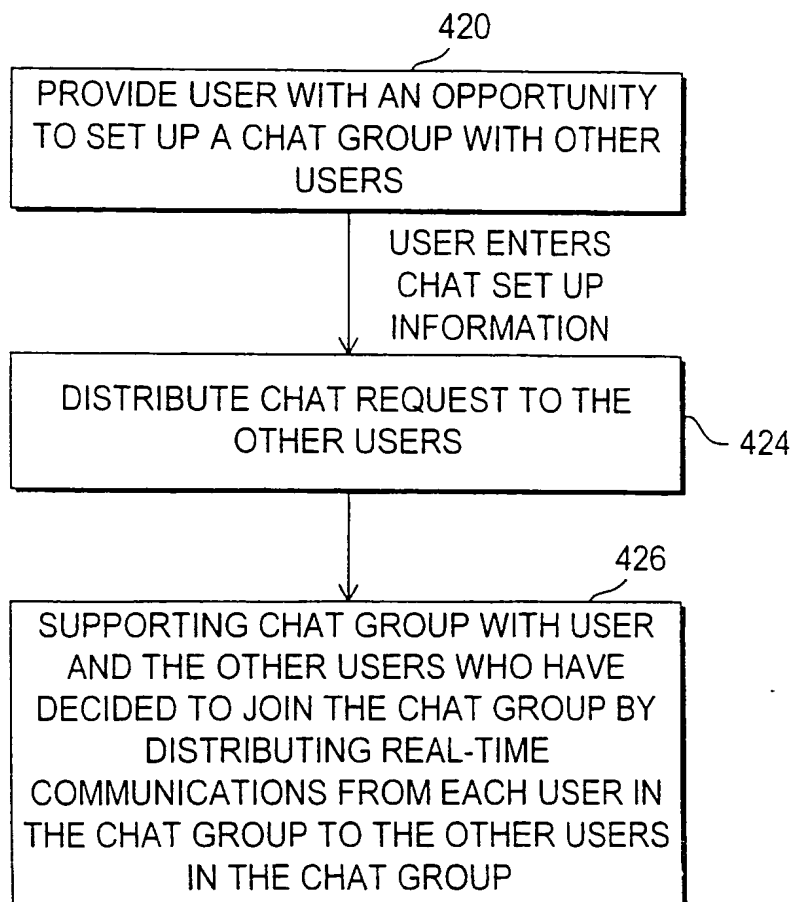 420
PROVIDE USER WITH AN OPPORTUNITY
TO SET UP A CHAT GROUP WITH OTHER
USERS
USER ENTERS
CHAT SET UP
INFORMATION
DISTRIBUTE CHAT REQUEST TO THE
OTHER USERS
424
426
SUPPORTING CHAT GROUP WITH USER
AND THE OTHER USERS WHO HAVE
DECIDED TO JOIN THE CHAT GROUP BY
DISTRIBUTING REAL-TIME
COMMUNICATIONS FROM EACH USER IN
THE CHAT GROUP TO THE OTHER USERS
IN THE CHAT GROUP